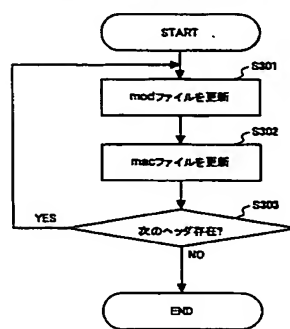 START
S301
modファイルを更新
S302
macファイルを更新
S303
次のヘッダ存在?
YES
NO
END